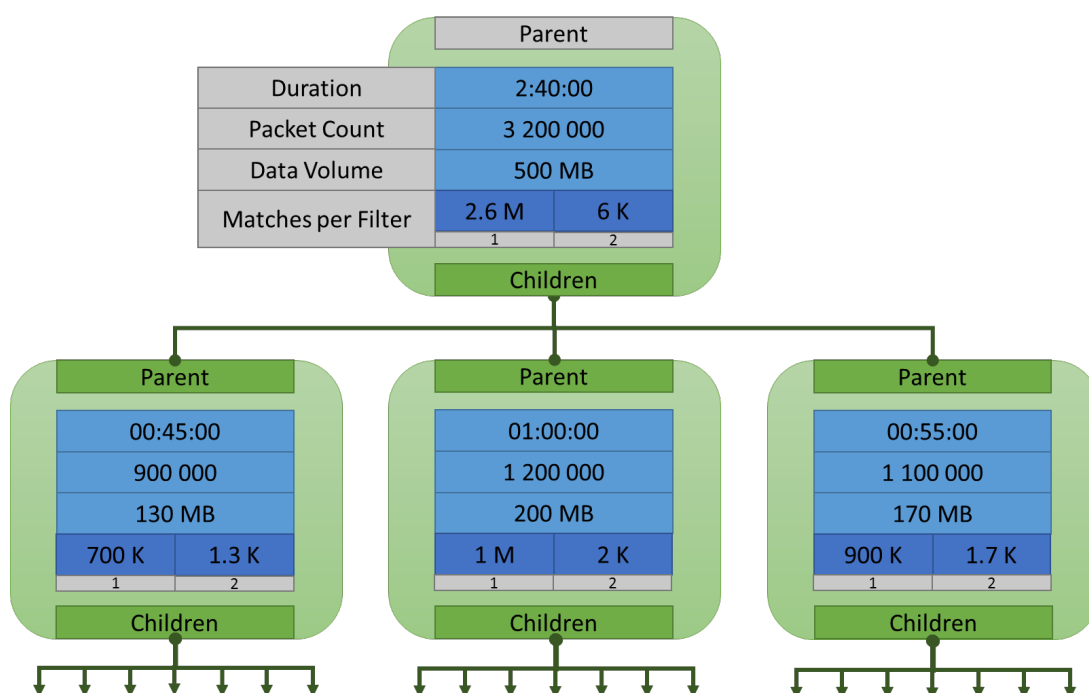 Parent
Duration 2:40:00
Packet Count 3 200 000
Data Volume 500 MB
Matches per Filter 2.6 M 6 K
1 2
Children
Parent Parent Parent
00:45:00 01:00:00 00:55:00
900 000 1 200 000 1 100 000
130 MB 200 MB 170 MB
700 K 1.3 K 1 M 2 K 900 K 1.7 K
1 2 1 2 1 2
Children Children Children